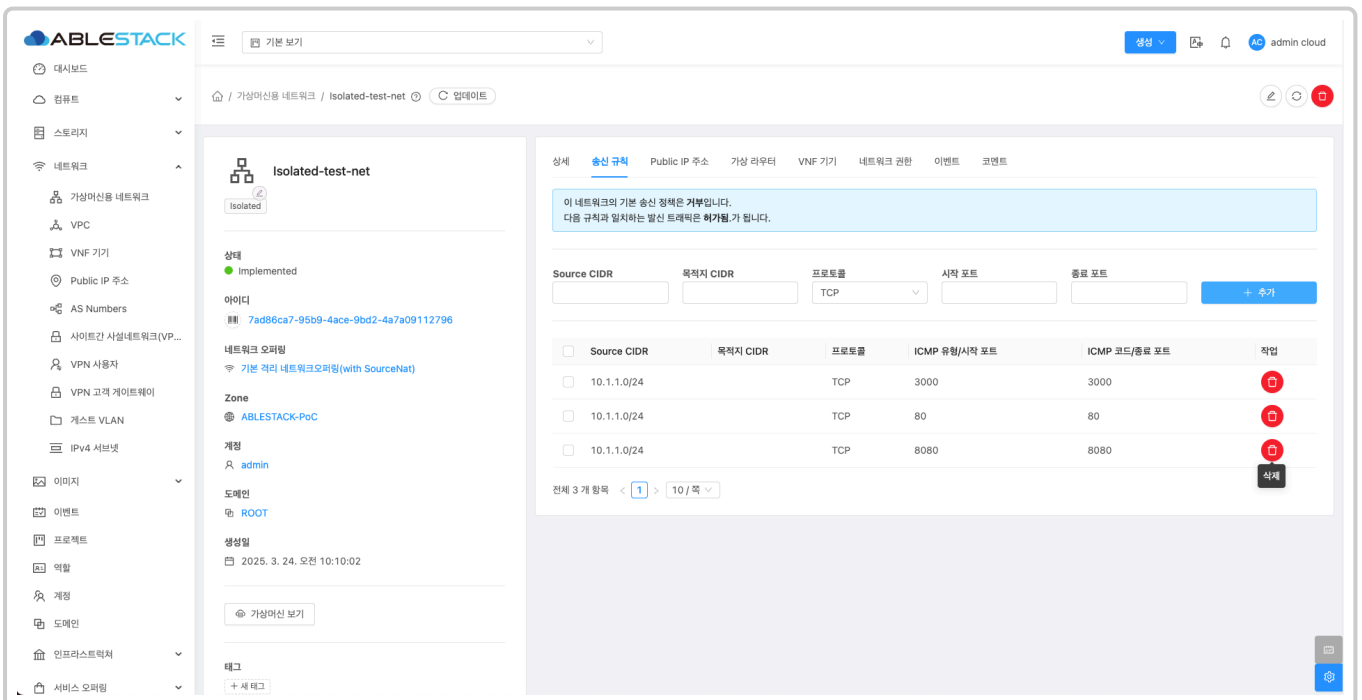 ABLESTACK
기본 보기
생성
AC
admin cloud
대시보드
컴퓨트
스토리지
네트워크
가상머신용 네트워크
VPC
VNF 기기
Public IP 주소
AS Numbers
사이트간 사설네트워크(VP...
VPN 사용자
VPN 고객 게이트웨이
게스트 VLAN
IPv4 서브넷
이미지
이벤트
프로젝트
역할
계정
도메인
인프라스트럭쳐
서비스 오퍼링
/ 가상머신용 네트워크 / Isolated-test-net
업데이트
Isolated-test-net
Isolated
상태
Implemented
아이디
7ad86ca7-95b9-4ace-9bd2-4a7a09112796
네트워크 오퍼링
기본 격리 네트워크오퍼링(with SourceNat)
Zone
ABLESTACK-PoC
계정
admin
도메인
ROOT
생성일
2025. 3. 24. 오전 10:10:02
가상머신 보기
태그
+ 새 태그
상세 송신 규칙 Public IP 주소 가상 라우터 VNF 기기 네트워크 권한 이벤트 코멘트
이 네트워크의 기본 송신 정책은 거부입니다.
다음 규칙과 일치하는 발신 트래픽은 허가됨.가 됩니다.
Source CIDR 목적지 CIDR 프로토콜 시작 포트 종료 포트
TCP
+ 추가
Source CIDR 목적지 CIDR 프로토콜 ICMP 유형/시작 포트 ICMP 코드/종료 포트 작업
10.1.1.0/24 TCP 3000 3000
10.1.1.0/24 TCP 80 80
10.1.1.0/24 TCP 8080 8080
삭제
전체 3 개 항목 < 1 > 10 / 쪽